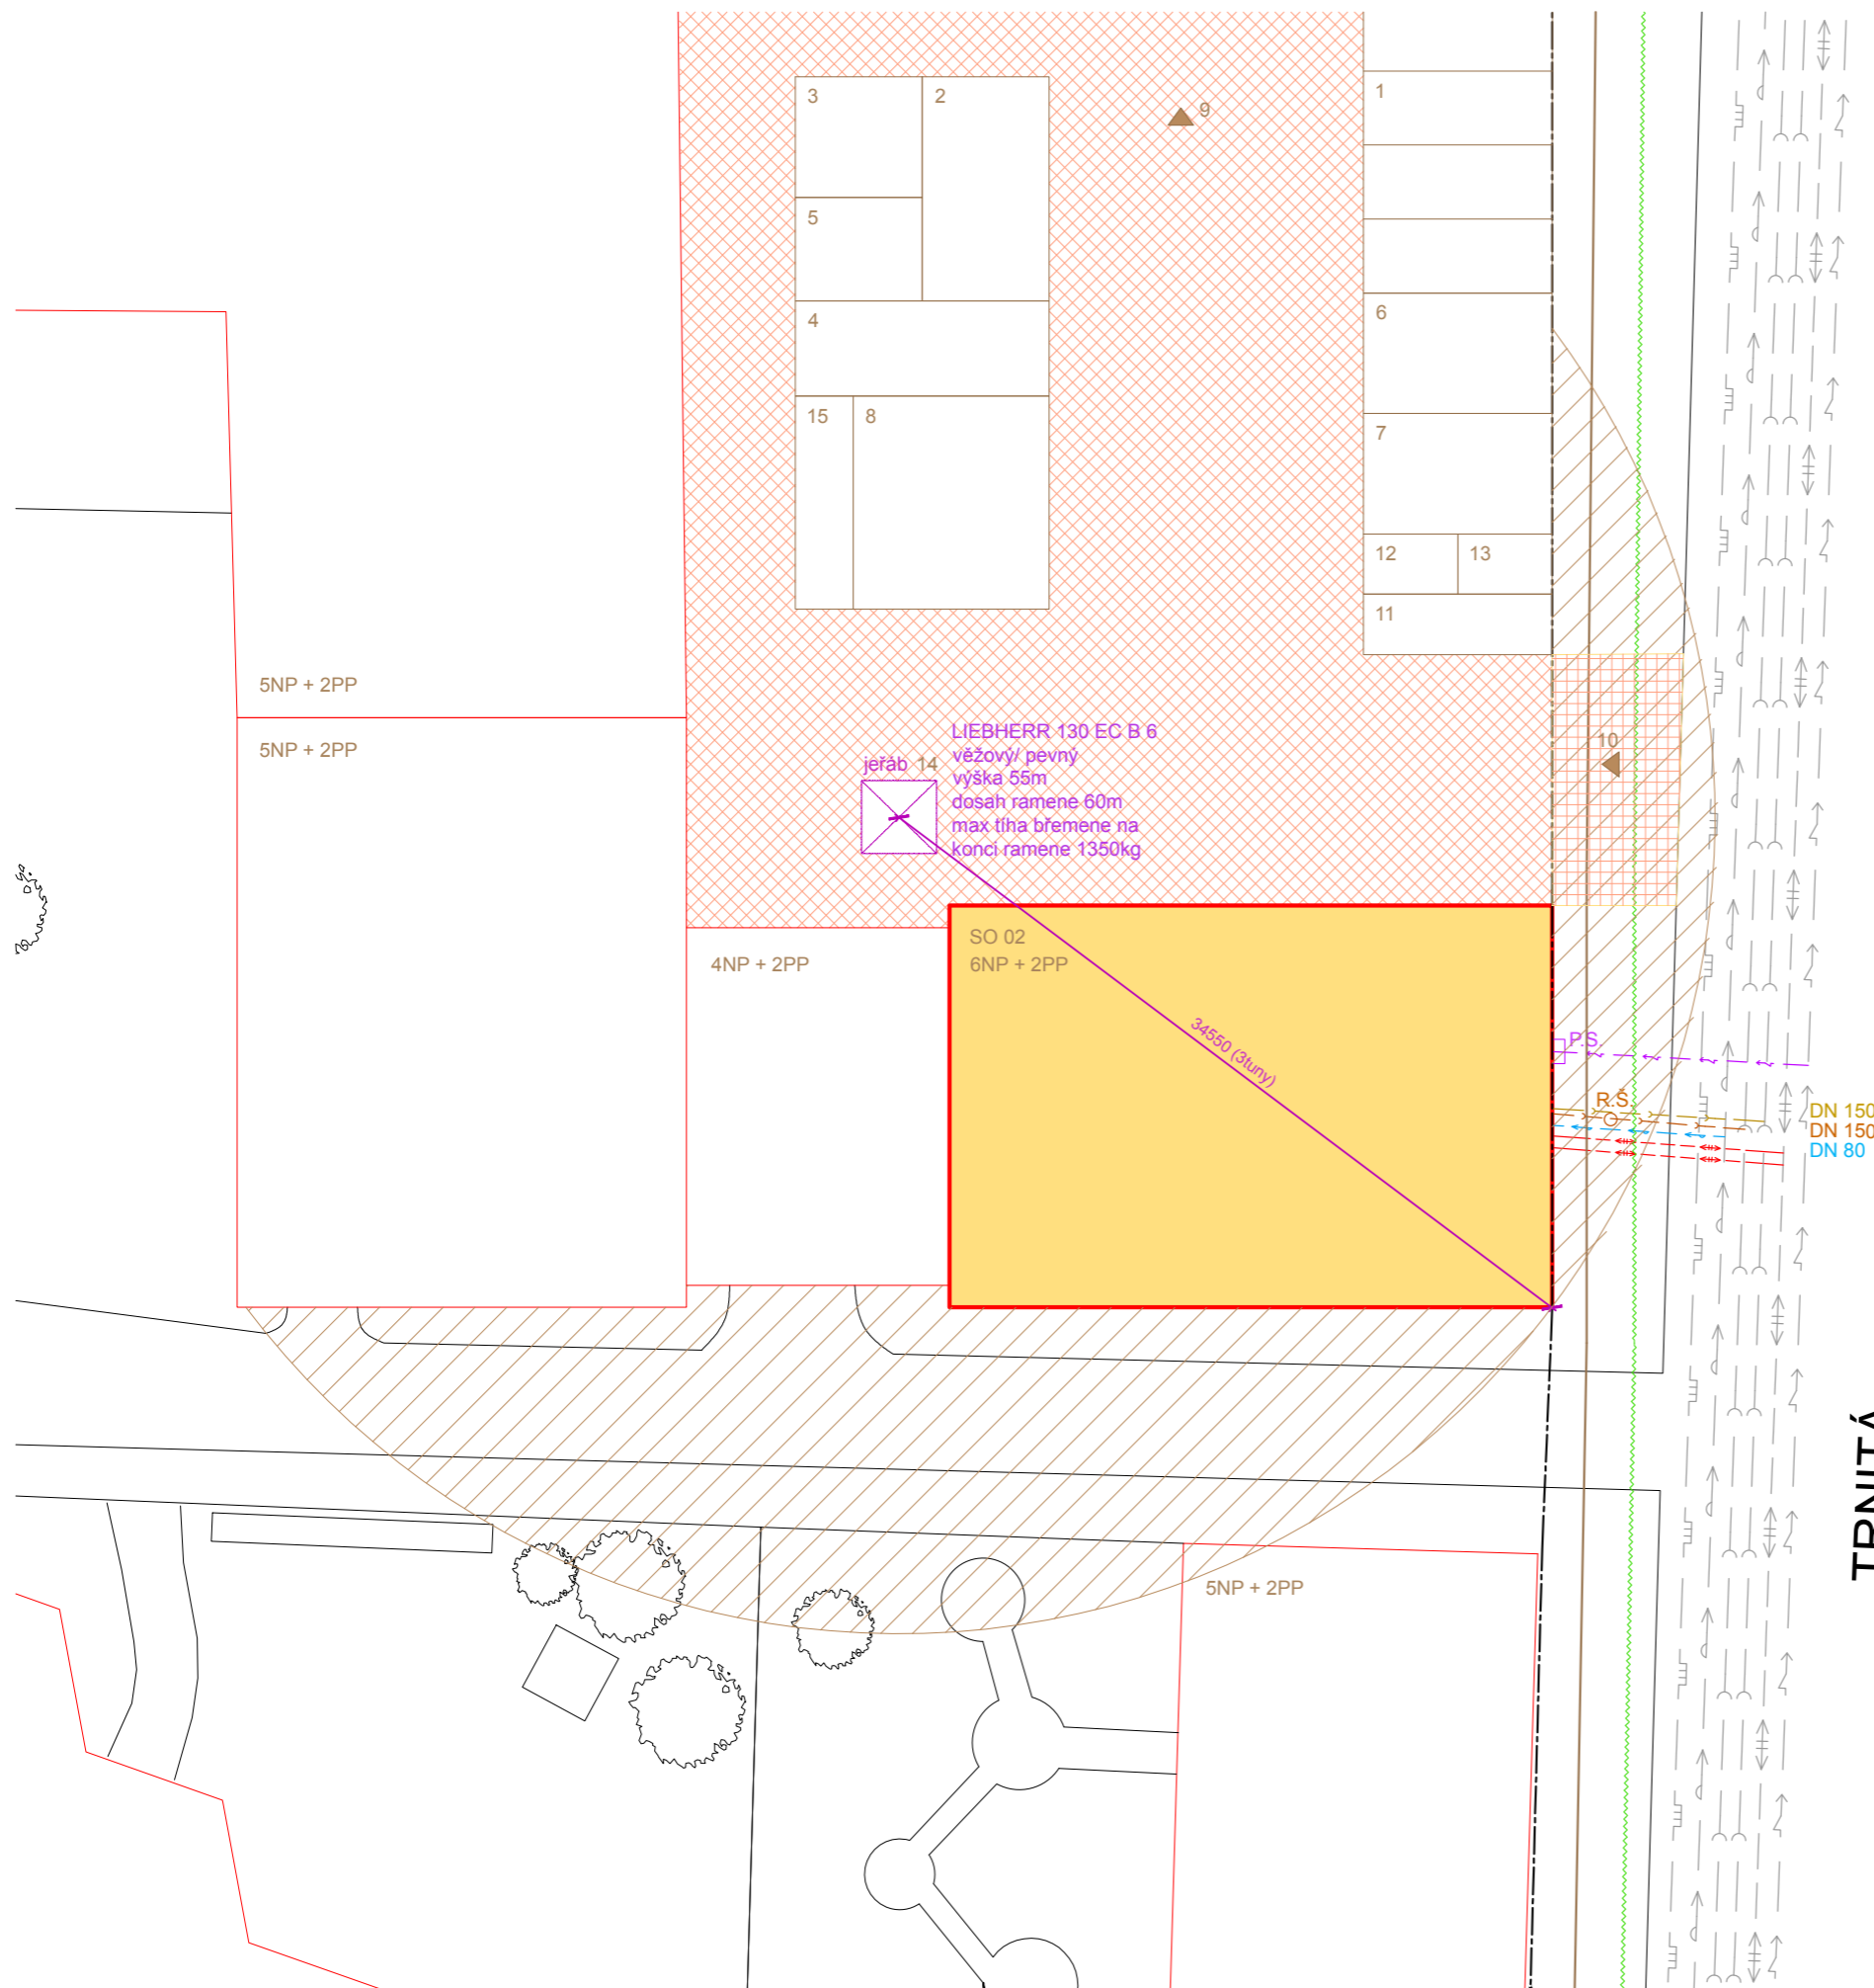 3
2
9
1
5
4
6
15
8
7
12
13
11
5NP + 2PP
5NP + 2PP
jeřáb 14
LIEBHERR 130 EC B 6
věžový/ pevný
výška 55m
dosah ramene 60m
max tíha břemene na
konci ramene 1350kg
10
SO 02
6NP + 2PP
4NP + 2PP
34550 (3tuny)
P.S.
R.Š.
DN 150
DN 150
DN 80
TRNITÁ
5NP + 2PP